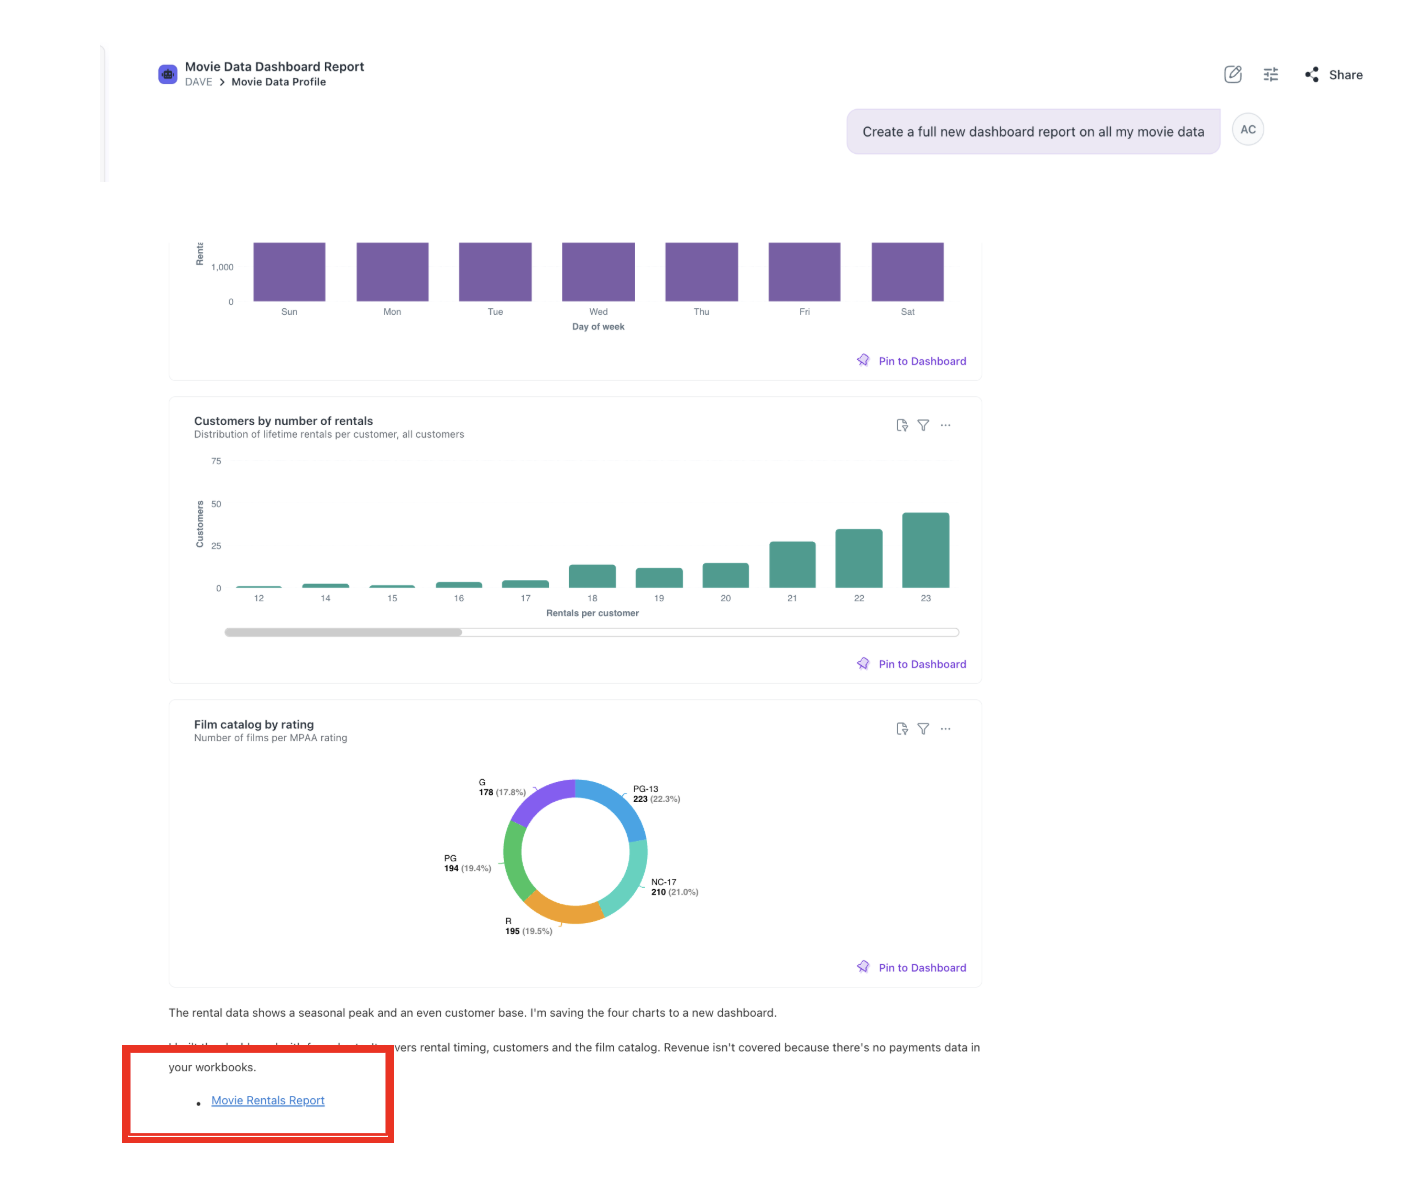 Movie Data Dashboard Report
DAVE > Movie Data Profile
Share
Create a full new dashboard report on all my movie data
AC
1,000
0
Sun Mon Tue Wed Thu Fri Sat
Day of week
Pin to Dashboard
Customers by number of rentals
Distribution of lifetime rentals per customer, all customers
75
50
25
0
Customers
12 14 15 16 17 18 19 20 21 22 23
Rentals per customer
Pin to Dashboard
Film catalog by rating
Number of films per MPAA rating
G
178 (17.8%)
PG-13
223 (22.3%)
PG
194 (19.4%)
NC-17
210 (21.0%)
R
195 (19.5%)
Pin to Dashboard
The rental data shows a seasonal peak and an even customer base. I'm saving the four charts to a new dashboard.
rental timing, customers and the film catalog. Revenue isn't covered because there's no payments data in
your workbooks.
• Movie Rentals Report